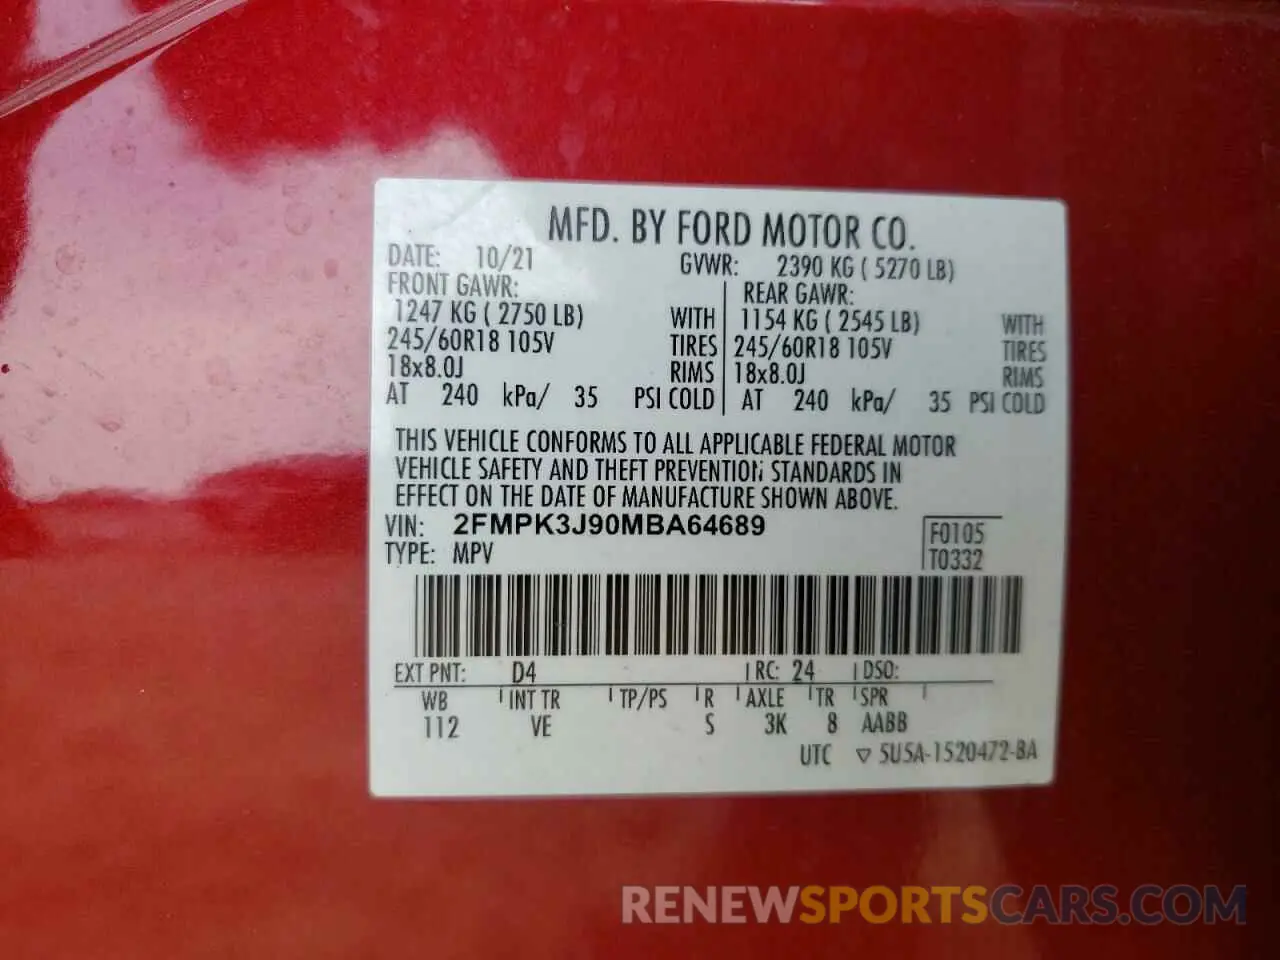 MFD. BY FORD MOTOR CO.
DATE: 10/21 GVWR: 2390 KG ( 5270 LB)
FRONT GAWR: REAR GAWR:
1247 KG ( 2750 LB) WITH 1154 KG ( 2545 LB) WITH
245/60R18 105V TIRES 245/60R18 105V TIRES
18x8.0J RIMS 18x8.0J RIMS
AT 240 kPa/ 35 PSI COLD AT 240 kPa/ 35 PSI COLD
THIS VEHICLE CONFORMS TO ALL APPLICABLE FEDERAL MOTOR
VEHICLE SAFETY AND THEFT PREVENTION STANDARDS IN
EFFECT ON THE DATE OF MANUFACTURE SHOWN ABOVE.
VIN: 2FMPK3J90MBA64689 F0105
TYPE: MPV T0332
EXT PNT: D4 RC: 24 DSO:
WB INT TR TP/PS R AXLE TR SPR
112 VE S 3K 8 AABB
UTC ▽ 5U5A-1520472-BA
RENEWSPORTSCARS.COM